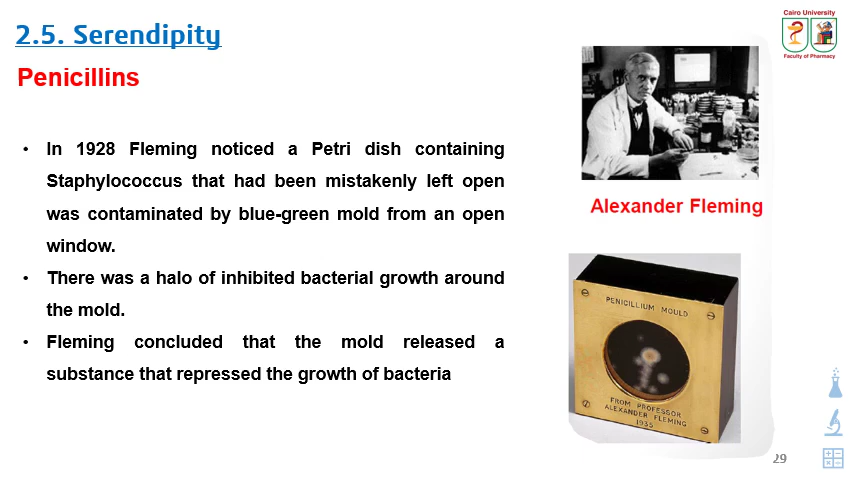 2.5. Serendipity
Cairo University
Faculty of Pharmacy
Penicillins
• In 1928 Fleming noticed a Petri dish containing
Staphylococcus that had been mistakenly left open
was contaminated by blue-green mold from an open
window.
• There was a halo of inhibited bacterial growth around
the mold.
• Fleming concluded that the mold released a
substance that repressed the growth of bacteria
Alexander Fleming
PENICILLIUM MOULD
FROM PROFESSOR
ALEXANDER FLEMING
1935
29